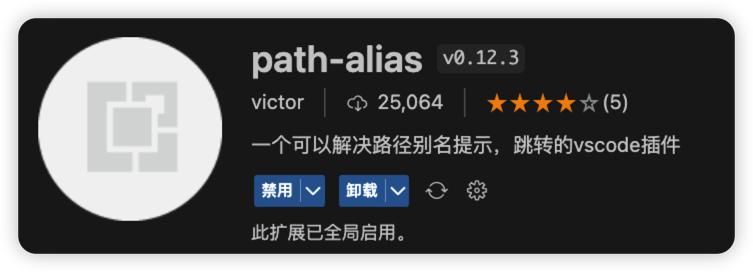 path-alias v0.12.3
victor 25,064 (5)
一个可以解决路径别名提示，跳转的vscode插件
禁用 卸载
此扩展已全局启用。